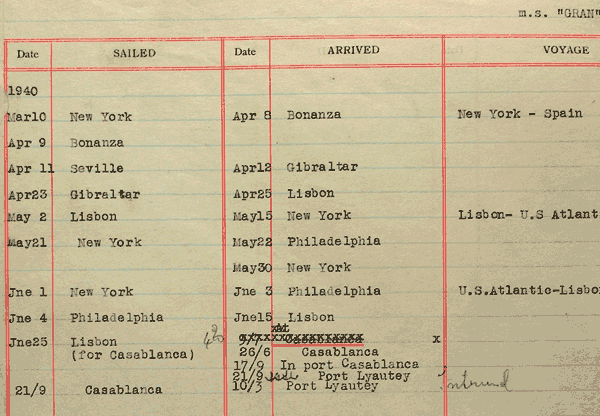 m.s. "GRAN"
Date SAILED Date ARRIVED VOYAGE
1940
Mar10 New York Apr 8 Bonanza New York - Spain
Apr 9 Bonanza
Apr 11 Seville Apr12 Gibraltar
Apr23 Gibraltar Apr25 Lisbon
May 2 Lisbon May15 New York Lisbon- U.S Atlant
May21 New York May22 Philadelphia
May30 New York
Jne 1 New York Jne 3 Philadelphia U.S.Atlantic-Lisbo
Jne 4 Philadelphia Jne15 Lisbon
Jne25 Lisbon Casablanca x
(for Casablanca) 26/6 Casablanca
17/9 In port Casablanca
21/9 Port Lyautey
21/9 Casablanca 10/3 Port Lyautey